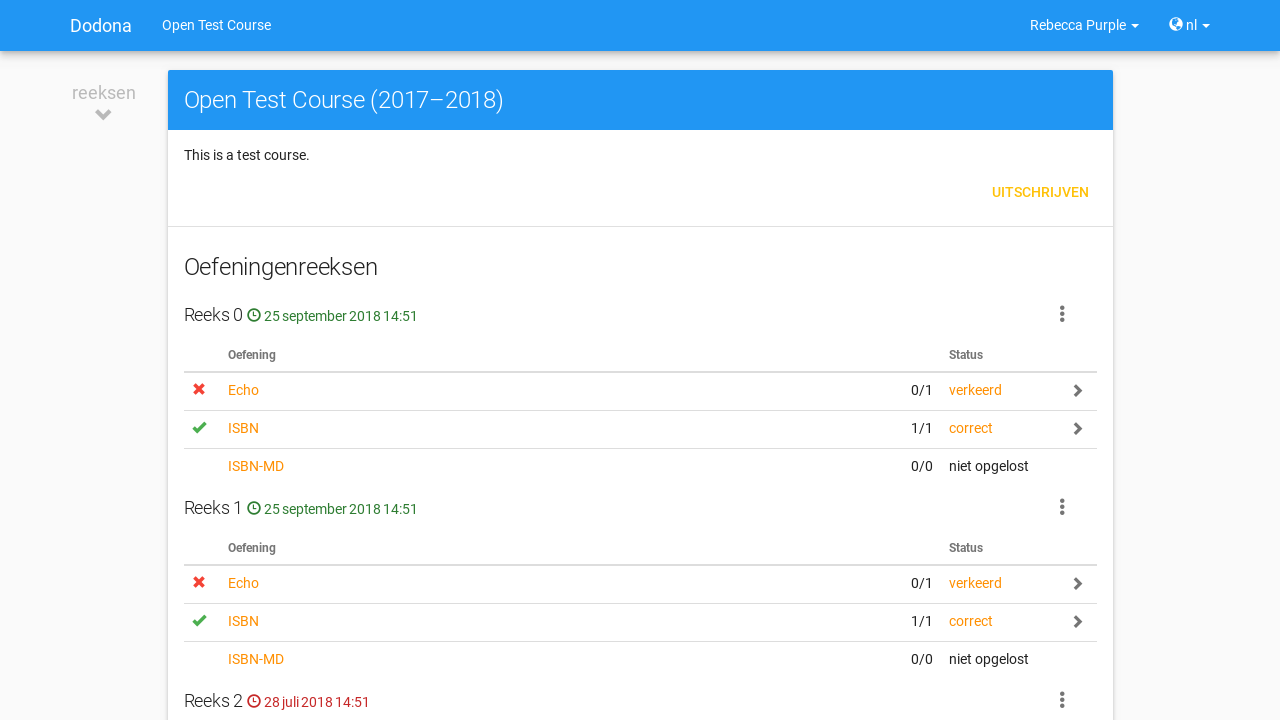 Dodona Open Test Course Rebecca Purple nl
reeksen
Open Test Course (2017–2018)
This is a test course.
UITSCHRIJVEN
Oefeningenreeksen
Reeks 0 25 september 2018 14:51
Oefening Status
Echo 0/1 verkeerd
ISBN 1/1 correct
ISBN-MD 0/0 niet opgelost
Reeks 1 25 september 2018 14:51
Oefening Status
Echo 0/1 verkeerd
ISBN 1/1 correct
ISBN-MD 0/0 niet opgelost
Reeks 2 28 juli 2018 14:51